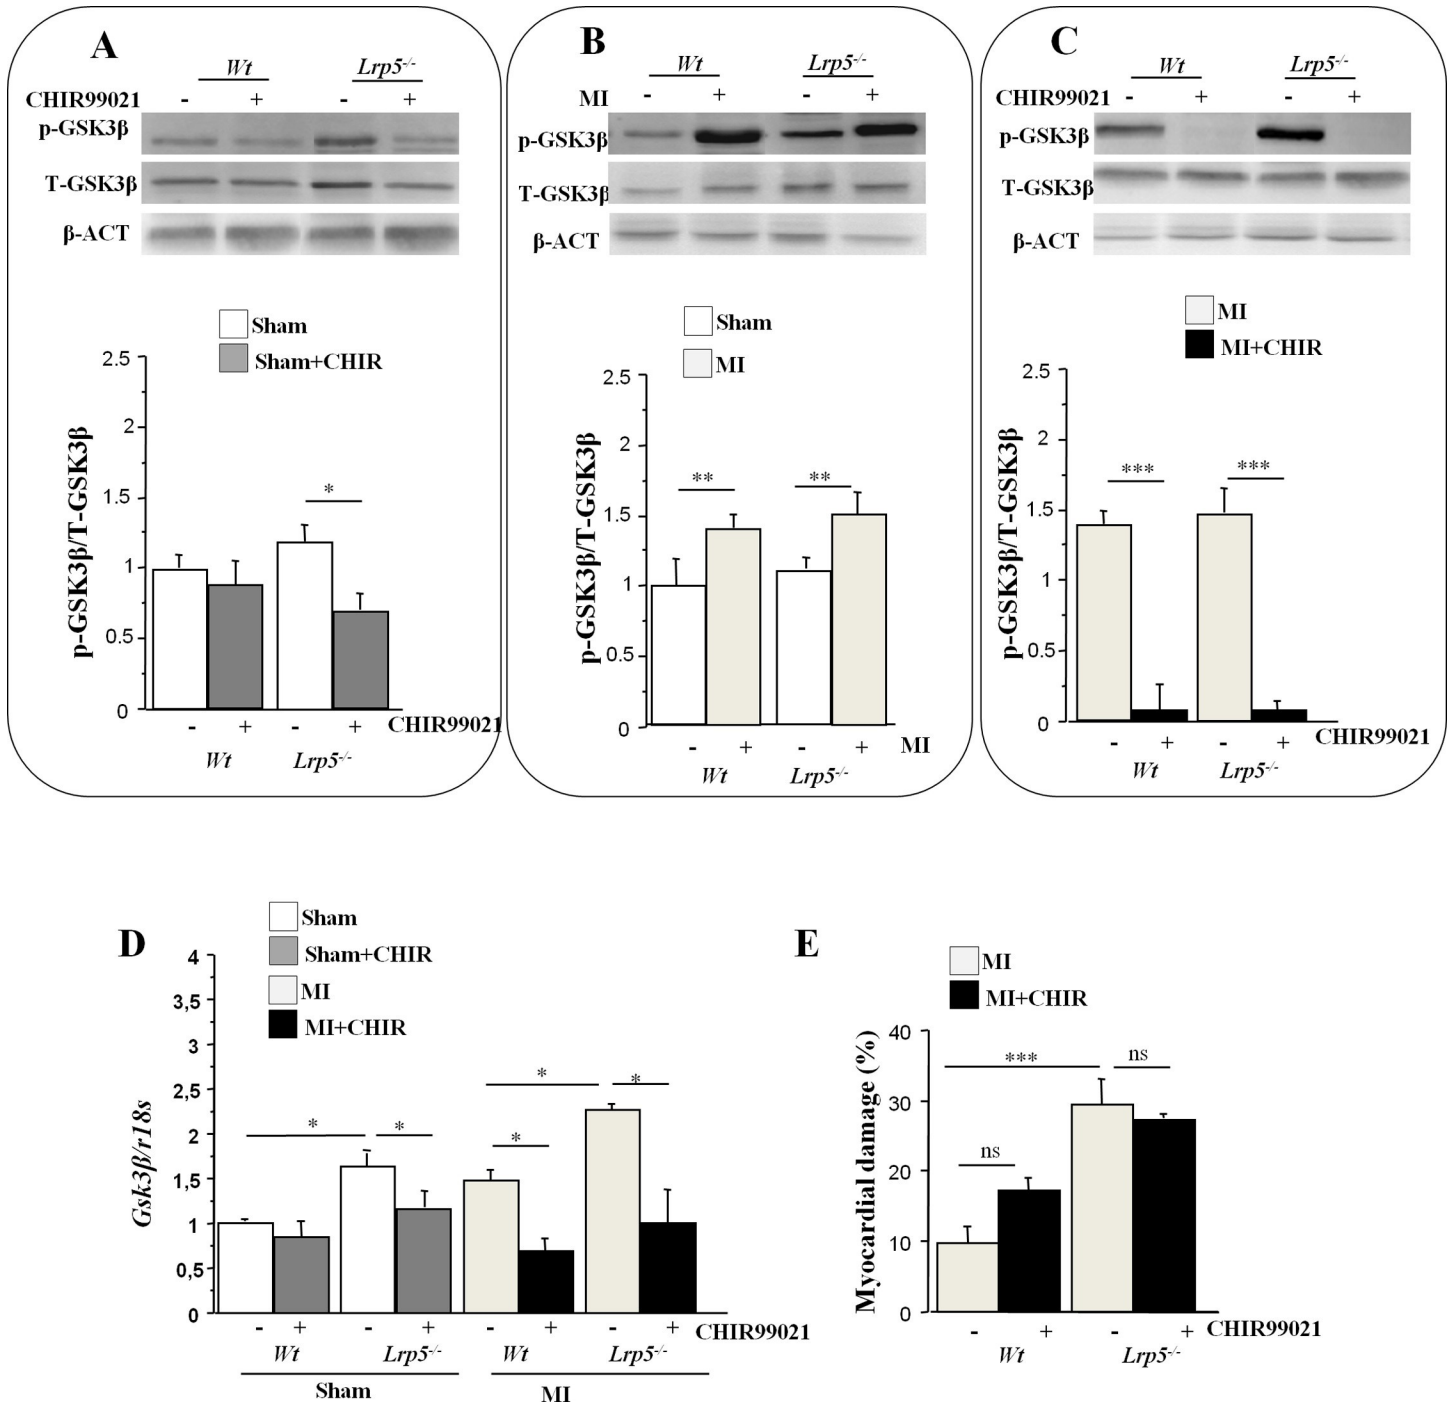 A
Wt Lrp5-/-
CHIR99021 - + - +
p-GSK3β
T-GSK3β
β-ACT
Sham
Sham+CHIR
p-GSK3β/T-GSK3β
2.5
2
1.5
1
0.5
0
*
- + - + CHIR99021
Wt Lrp5-/-
B
Wt Lrp5-/-
MI - + - +
p-GSK3β
T-GSK3β
β-ACT
Sham
MI
p-GSK3β/T-GSK3β
2.5
2
1.5
1
0.5
0
** **
- + - + MI
Wt Lrp5-/-
C
Wt Lrp5-/-
CHIR99021 - + - +
p-GSK3β
T-GSK3β
β-ACT
MI
MI+CHIR
p-GSK3β/T-GSK3β
2.5
2
1.5
1
0.5
0
*** ***
- + - + CHIR99021
Wt Lrp5-/-
D
Sham
Sham+CHIR
MI
MI+CHIR
Gsk3β/r18s
4
3,5
3
2,5
2
1,5
1
0,5
0
* * * * *
- + - + - + - + CHIR99021
Wt Lrp5-/- Wt Lrp5-/-
Sham MI
E
MI
MI+CHIR
Myocardial damage (%)
40
30
20
10
0
*** ns
ns
- + - + CHIR99021
Wt Lrp5-/-